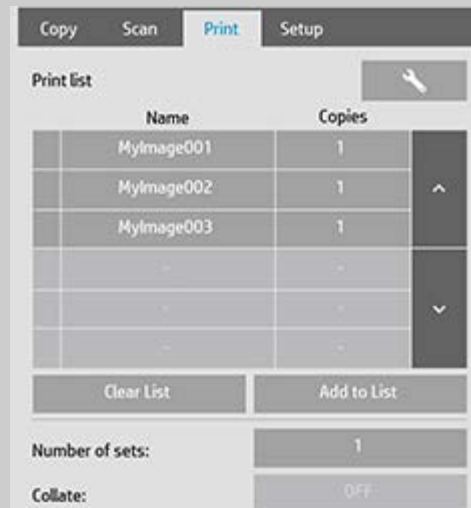 Copy Scan Print Setup
Print list
Name Copies
MyImage001 1
MyImage002 1
MyImage003 1
- -
- -
- -
Clear List Add to List
Number of sets: 1
Collate: OFF